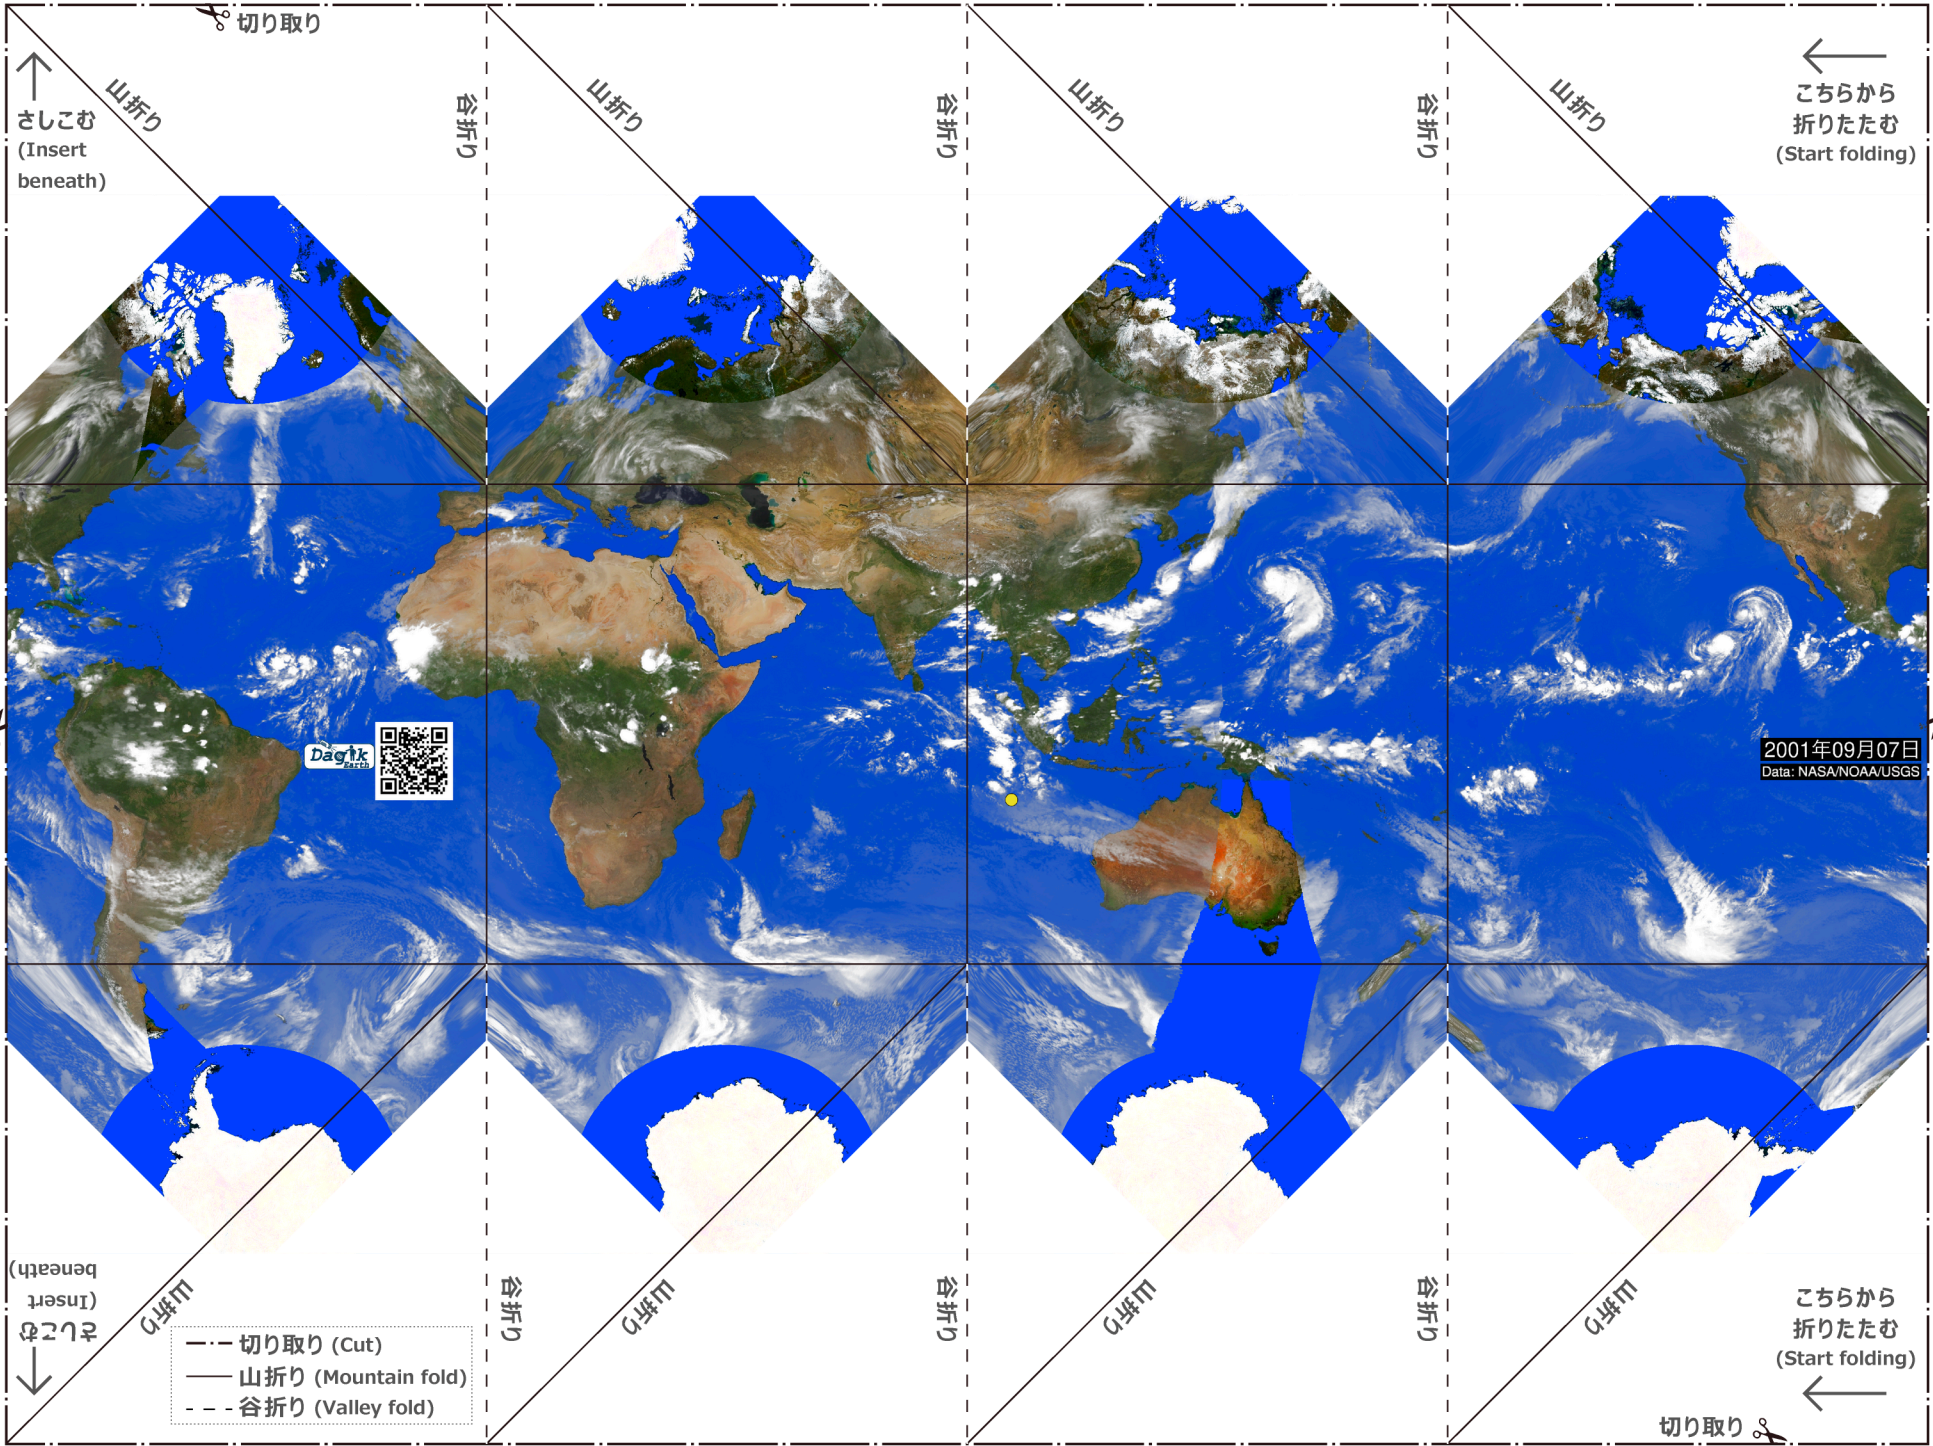 切り取り
山折り
谷折り
山折り
谷折り
山折り
谷折り
山折り
さしこむ
(Insert
beneath)
こちらから
折りたたむ
(Start folding)
Dagik
Earth
2001年09月07日
Data: NASA/NOAA/USGS
さしこむ
(Insert
beneath)
山折り
谷折り
山折り
谷折り
山折り
谷折り
山折り
こちらから
折りたたむ
(Start folding)
切り取り (Cut)
山折り (Mountain fold)
谷折り (Valley fold)
切り取り